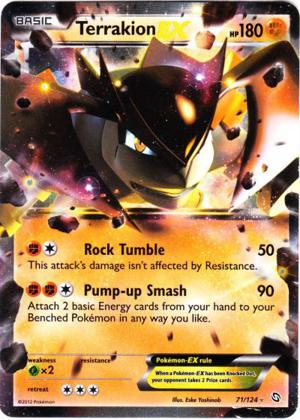 BASIC
Terrakion EX HP180
Rock Tumble 50
This attack's damage isn't affected by Resistance.
Pump-up Smash 90
Attach 2 basic Energy cards from your hand to your
Benched Pokémon in any way you like.
weakness resistance
×2
retreat
Pokémon-EX rule
When a Pokémon-EX has been Knocked Out,
your opponent takes 2 Prize cards.
©2012 Pokémon Illus. Eske Yoshinob 71/124